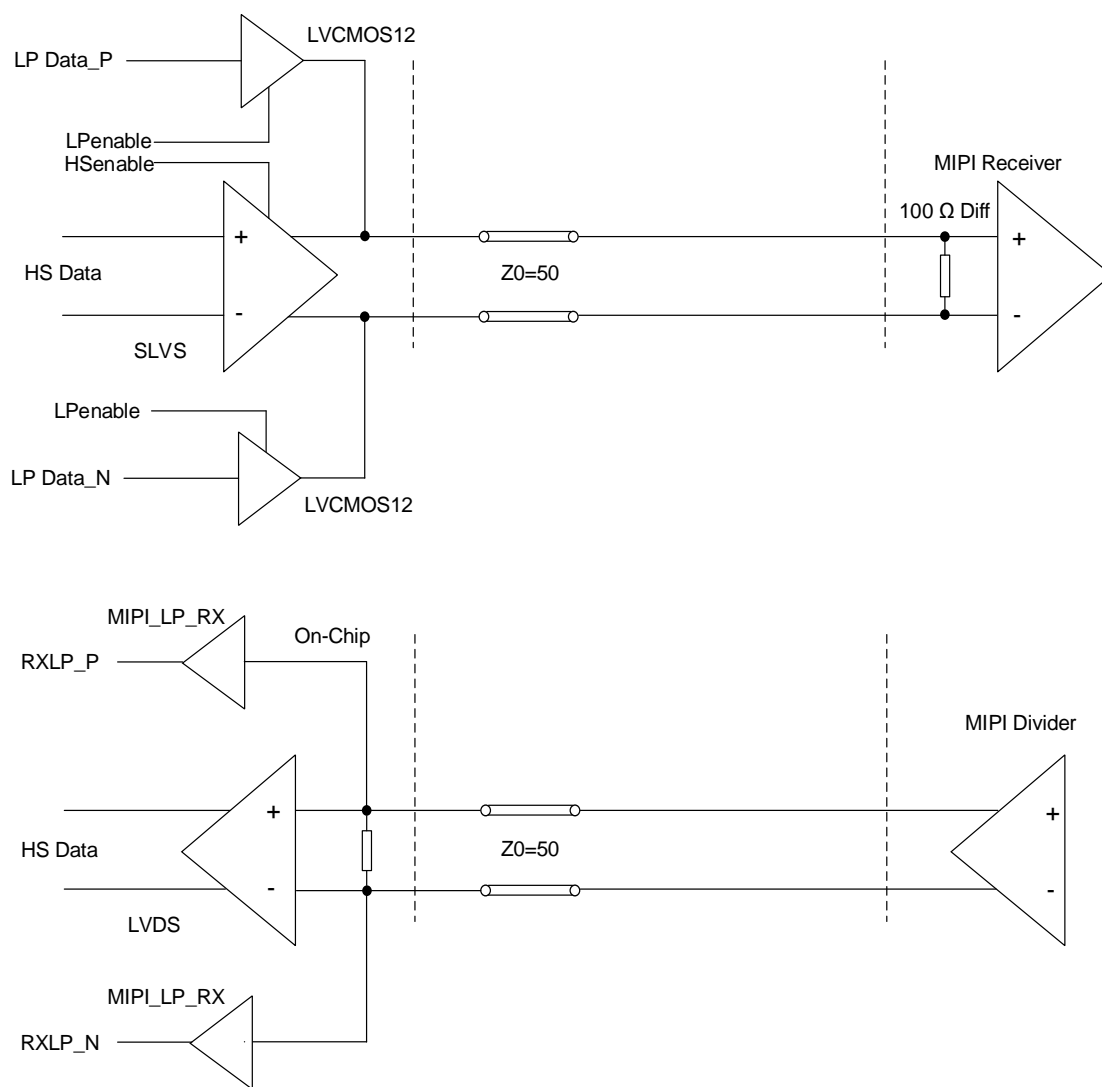 LVCMOS12
LP Data_P
LPenable
HSenable
MIPI Receiver
100 Ω Diff
+
+
HS Data
Z0=50
-
-
SLVS
LPenable
LP Data_N
LVCMOS12
MIPI_LP_RX
On-Chip
RXLP_P
MIPI Divider
+
+
HS Data
Z0=50
-
-
LVDS
MIPI_LP_RX
RXLP_N